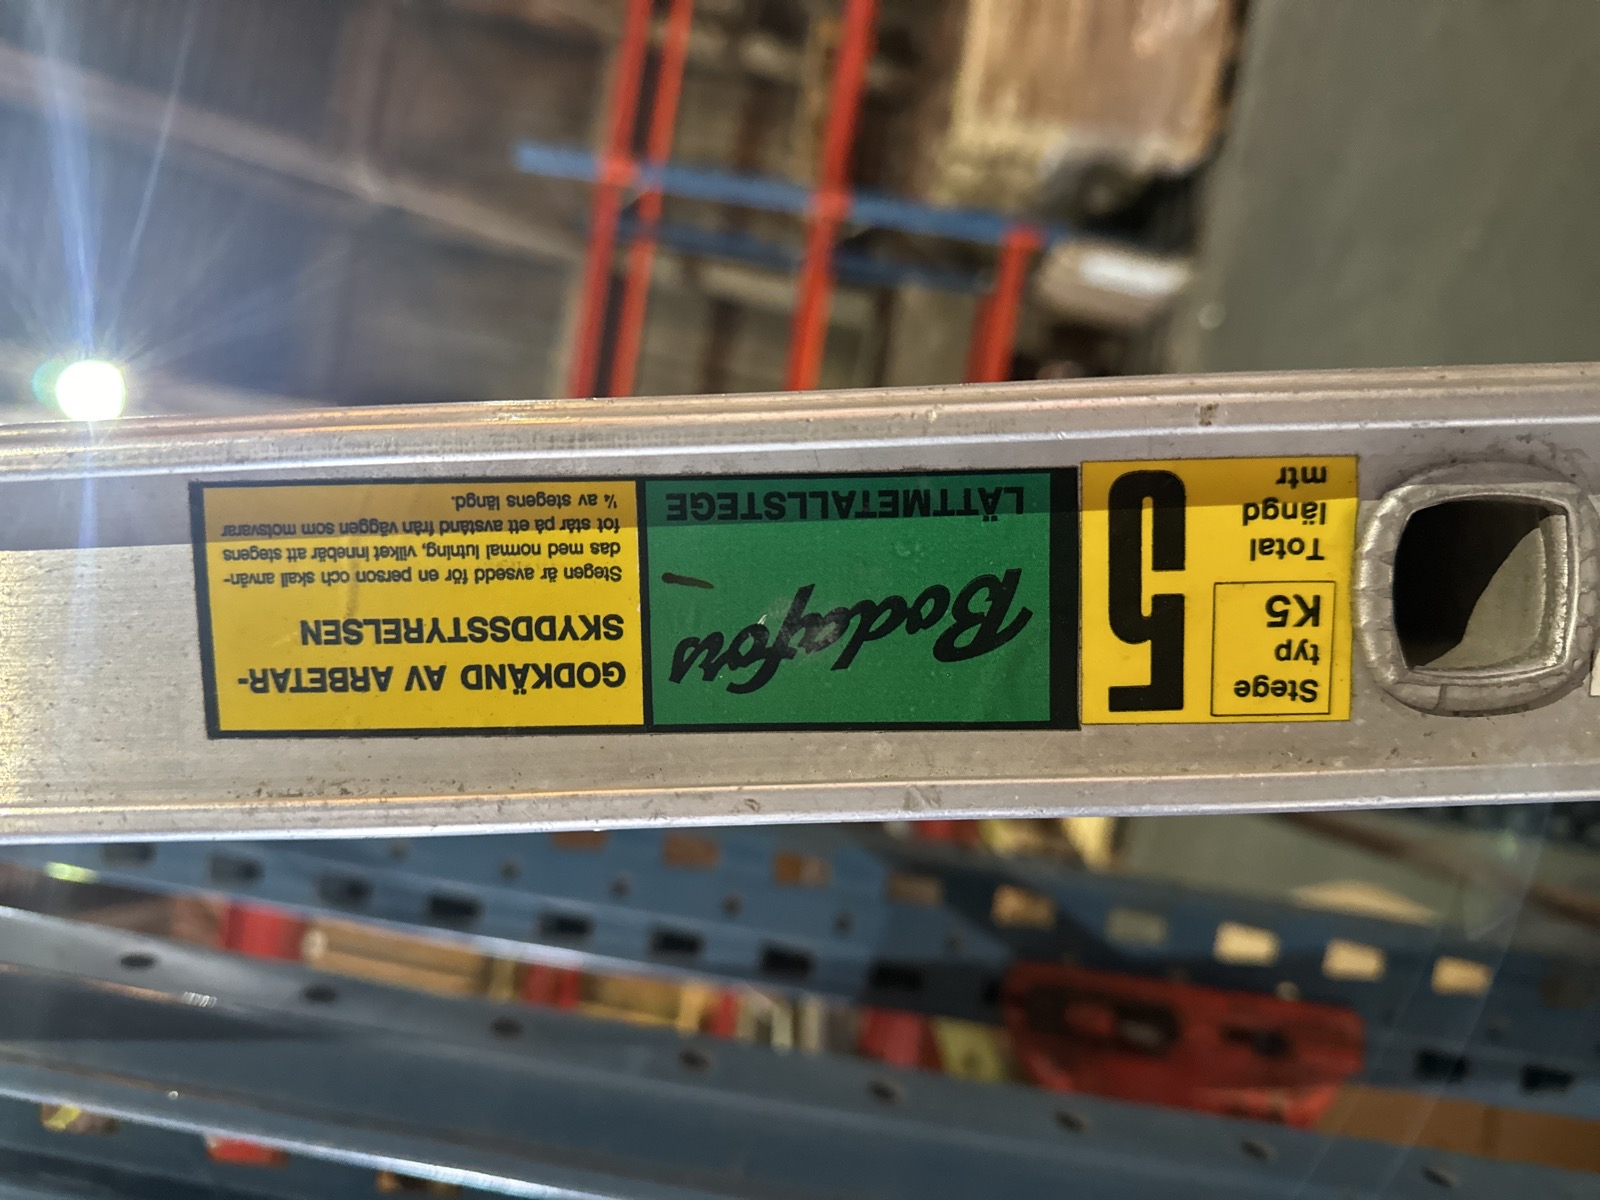 Stege
typ
K5
Total
längd
mtr
5
Bodafors
LÄTTMETALLSTEGE
GODKÄND AV ARBETAR-
SKYDDSSTYRELSEN
Stegen är avsedd för en person och skall använ-
das med normal lutning, vilket innebär att stegens
fot står på ett avstånd från väggen som motsvarar
¼ av stegens längd.